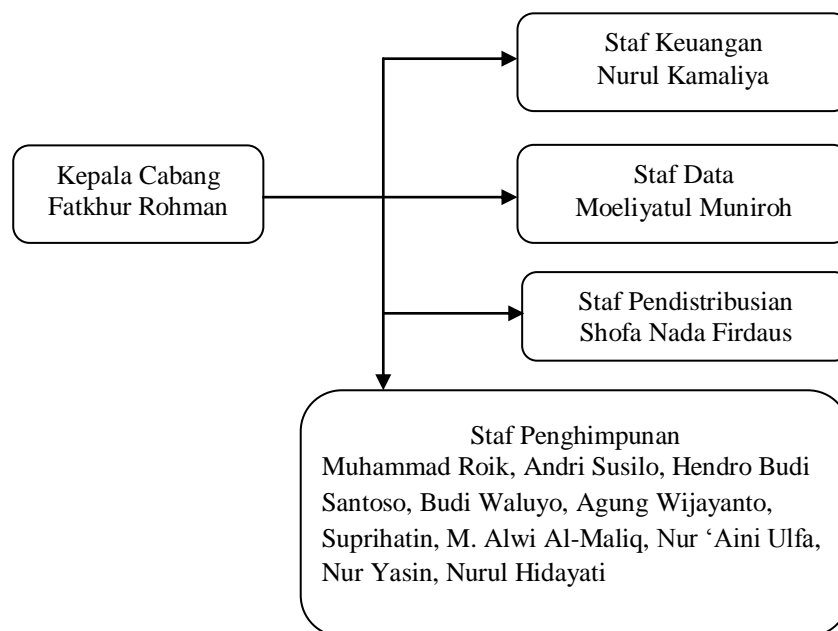 Staf Keuangan
Nurul Kamaliya
Kepala Cabang
Fatkhur Rohman
Staf Data
Moeliyatul Muniroh
Staf Pendistribusian
Shofa Nada Firdaus
Staf Penghimpunan
Muhammad Roik, Andri Susilo, Hendro Budi
Santoso, Budi Waluyo, Agung Wijayanto,
Suprihatin, M. Alwi Al-Maliq, Nur ‘Aini Ulfa,
Nur Yasin, Nurul Hidayati